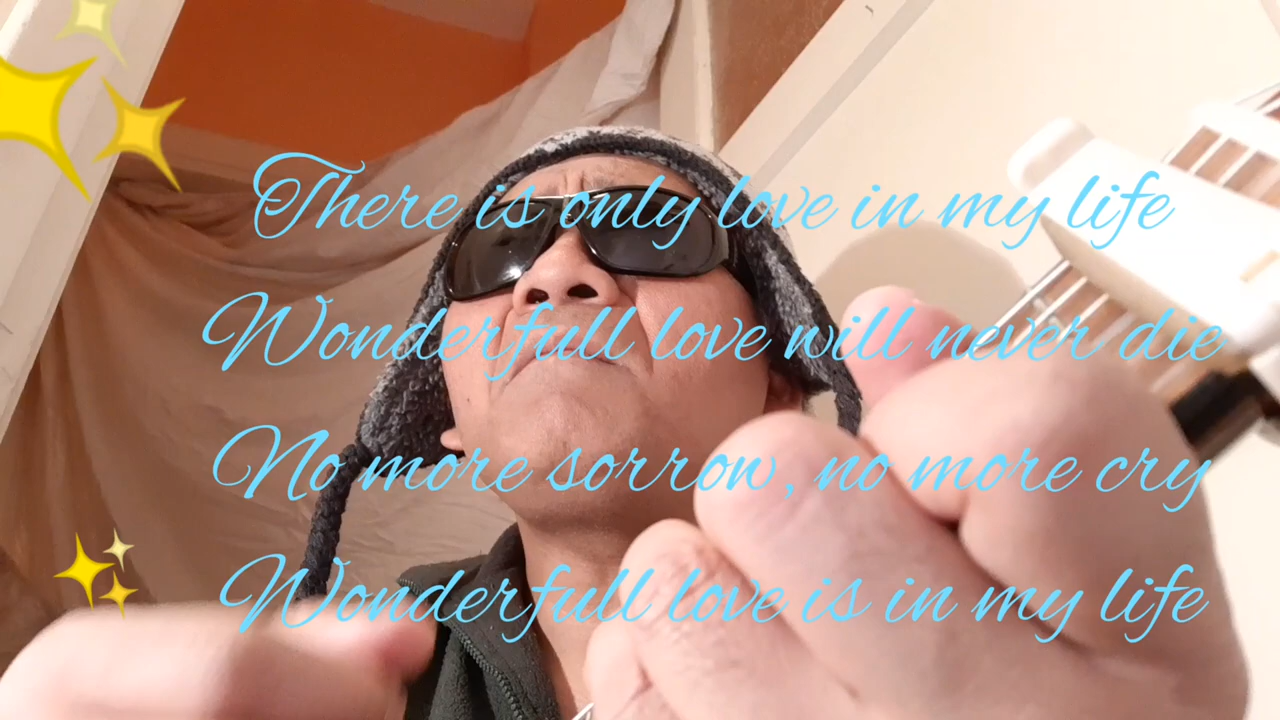 There is only love in my life
Wonderfull love will never die
No more sorrow, no more cry
Wonderfull love is in my life